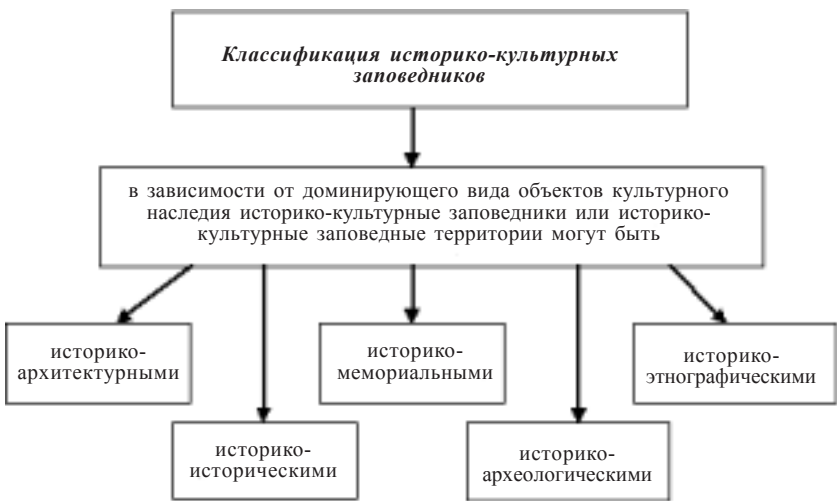 Классификация историко-культурных
заповедников
в зависимости от доминирующего вида объектов культурного
наследия историко-культурные заповедники или историко-
культурные заповедные территории могут быть
историко-
архитектурными
историко-
мемориальными
историко-
этнографическими
историко-
историческими
историко-
археологическими